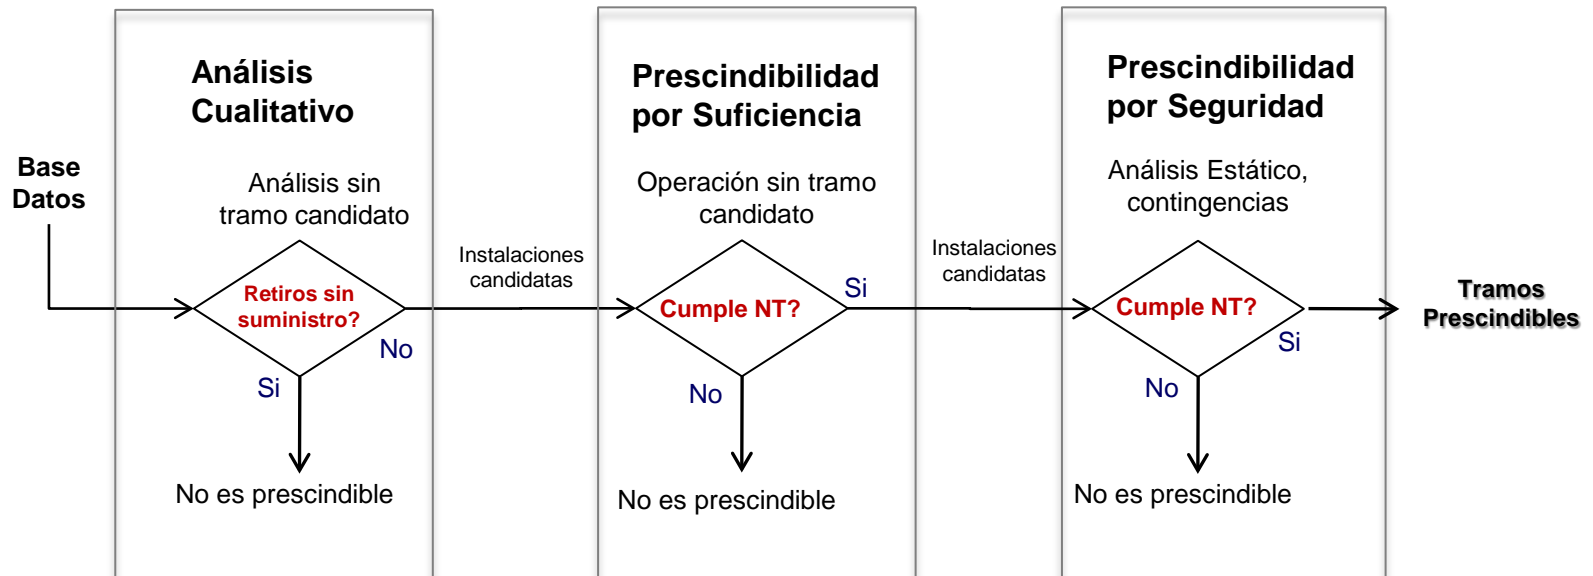 Base
Datos
Análisis
Cualitativo
Análisis sin
tramo candidato
Retiros sin
suministro?
No
Si
No es prescindible
Instalaciones
candidatas
Prescindibilidad
por Suficiencia
Operación sin tramo
candidato
Cumple NT?
Si
No
No es prescindible
Instalaciones
candidatas
Prescindibilidad
por Seguridad
Análisis Estático,
contingencias
Cumple NT?
Si
No
No es prescindible
Tramos
Prescindibles